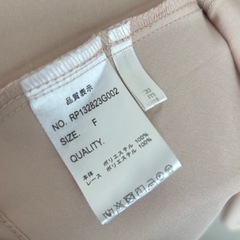 品質表示
NO. RP132823G002
SIZE. F
QUALITY.
本体 ポリエステル 100%
レース ポリエステル 100%